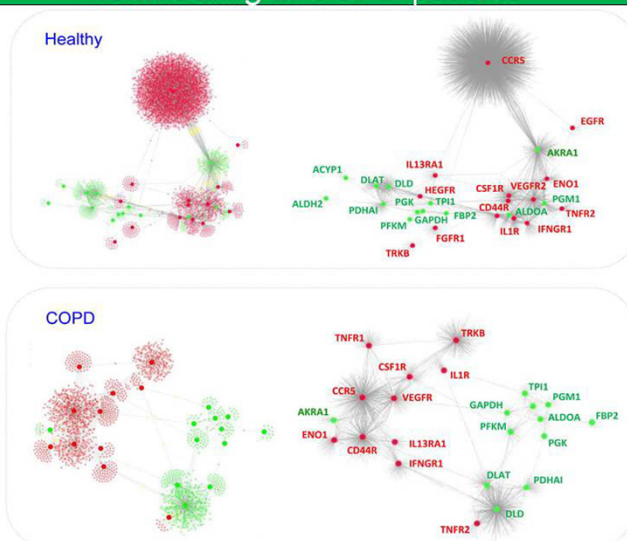 Healthy
CCR5
EGFR
AKRA1
IL13RA1
ACYP1
DLAT
DLD
HEGFR
CSF1R
VEGFR2
ENO1
ALDH2
PDHAI
PGK
TPI1
CD44R
PGM1
PFKM
GAPDH
FBP2
ALDOA
TNFR2
FGFR1
IL1R
IFNGR1
TRKB
COPD
TNFR1
TRKB
CSF1R
IL1R
CCR5
VEGFR
TPI1
PGM1
AKRA1
GAPDH
ALDOA
FBP2
ENO1
CD44R
IL13RA1
PFKM
PGK
IFNGR1
DLAT
PDHAI
DLD
TNFR2